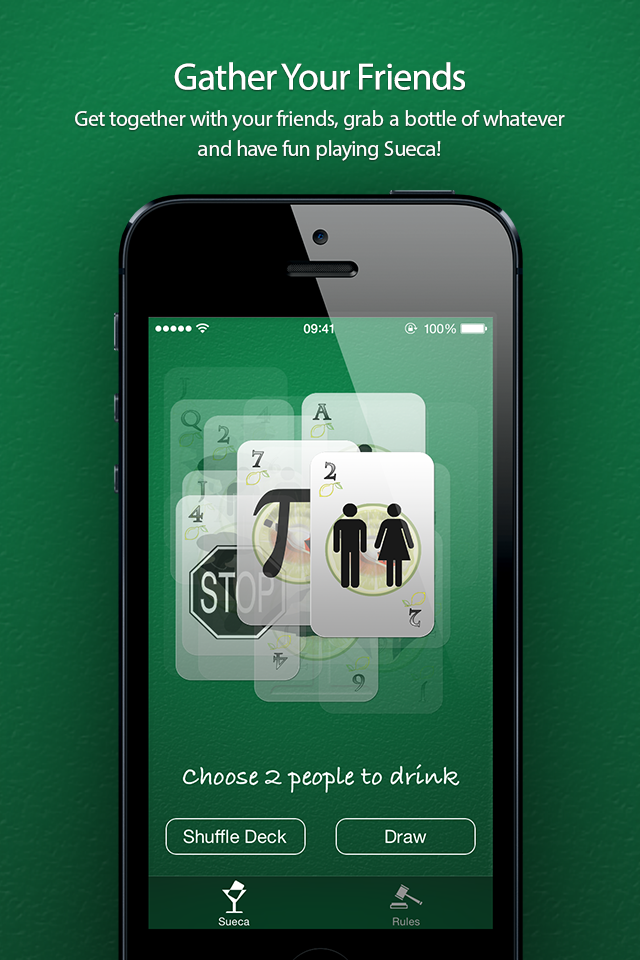 Gather Your Friends
Get together with your friends, grab a bottle of whatever
and have fun playing Sueca!
09:41
100%
A
Q
2
7
2
J
4
STOP
2
4
6
Choose 2 people to drink
Shuffle Deck
Draw
Sueca
Rules